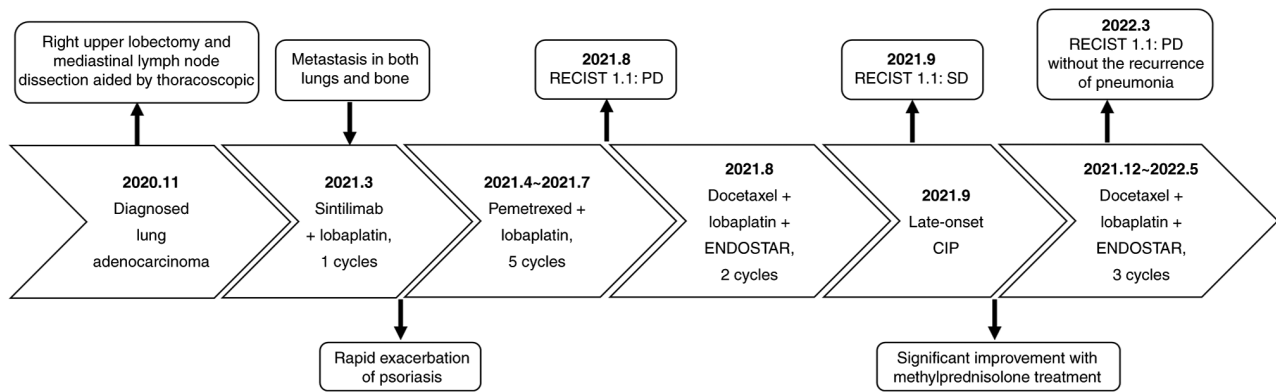 Right upper lobectomy and
mediastinal lymph node
dissection aided by thoracoscopic
Metastasis in both
lungs and bone
2021.8
RECIST 1.1: PD
2021.9
RECIST 1.1: SD
2022.3
RECIST 1.1: PD
without the recurrence
of pneumonia
2020.11
Diagnosed
lung
adenocarcinoma
2021.3
Sintilimab
+ lobaplatin,
1 cycles
2021.4~2021.7
Pemetrexed +
lobaplatin,
5 cycles
2021.8
Docetaxel +
lobaplatin +
ENDOSTAR,
2 cycles
2021.9
Late-onset
CIP
2021.12~2022.5
Docetaxel +
lobaplatin +
ENDOSTAR,
3 cycles
Rapid exacerbation
of psoriasis
Significant improvement with
methylprednisolone treatment